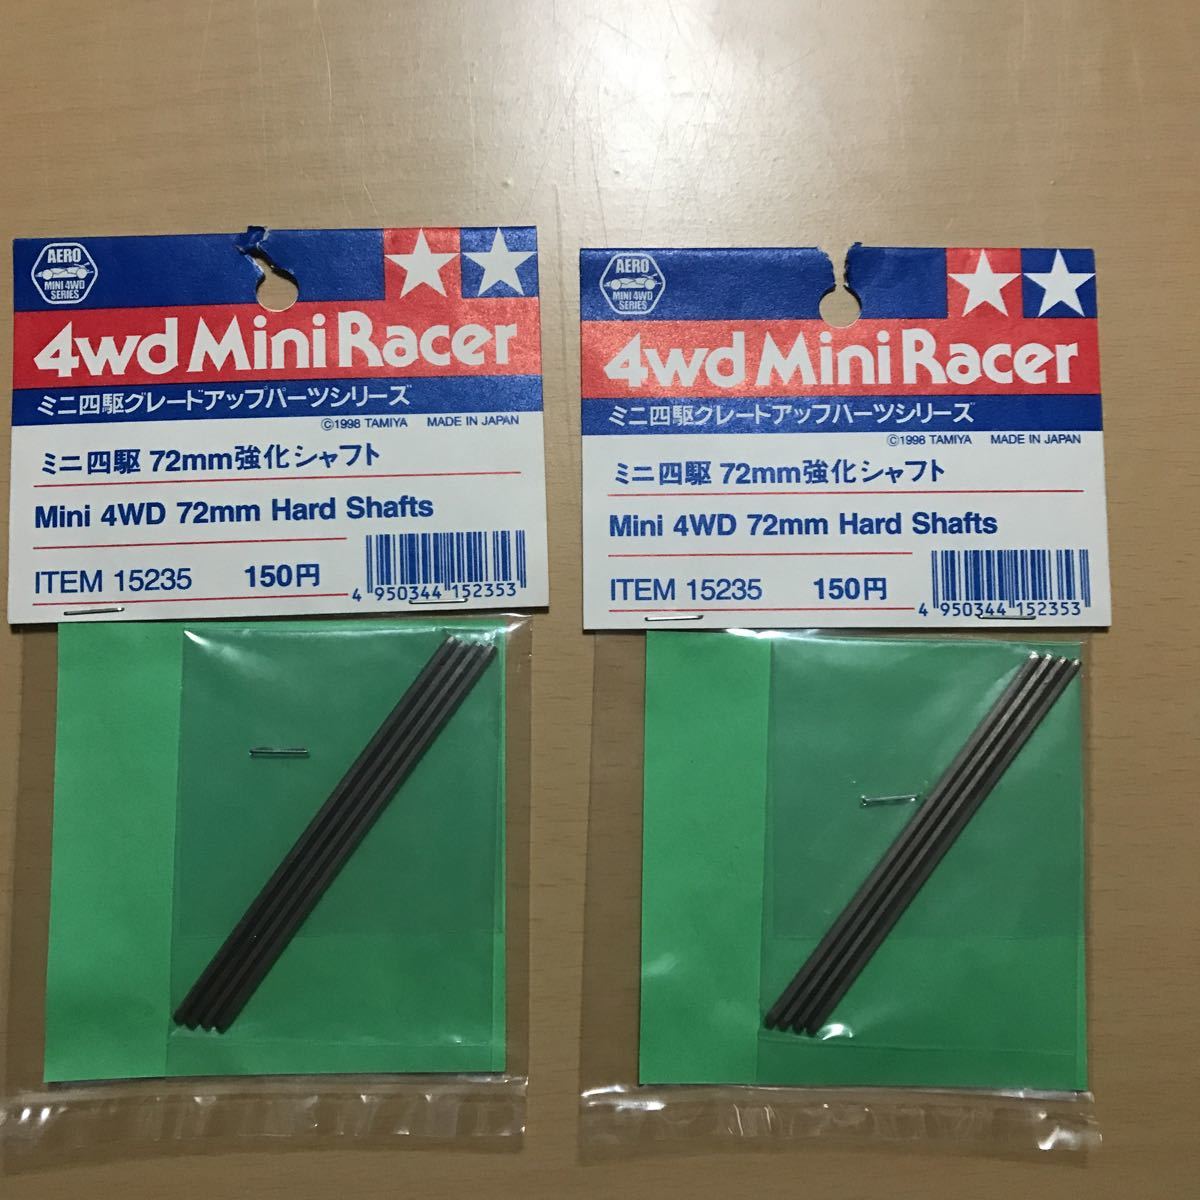 AERO
MINI 4WD
SERIES
4wd Mini Racer
ミニ四駆グレードアップパーツシリーズ
©1998 TAMIYA MADE IN JAPAN
ミニ四駆 72mm強化シャフト
Mini 4WD 72mm Hard Shafts
ITEM 15235 150円
4 950344 152353
AERO
MINI 4WD
SERIES
4wd Mini Racer
ミニ四駆グレードアップパーツシリーズ
©1998 TAMIYA MADE IN JAPAN
ミニ四駆 72mm強化シャフト
Mini 4WD 72mm Hard Shafts
ITEM 15235 150円
4 950344 152353